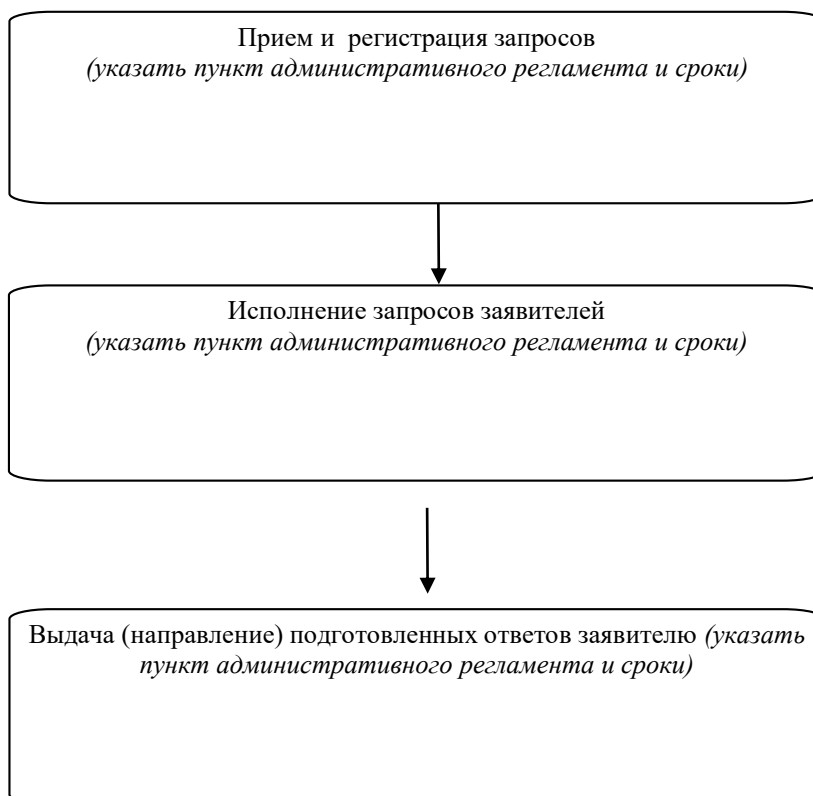 Прием и регистрация запросов
(указать пункт административного регламента и сроки)
Исполнение запросов заявителей
(указать пункт административного регламента и сроки)
Выдача (направление) подготовленных ответов заявителю (указать
пункт административного регламента и сроки)